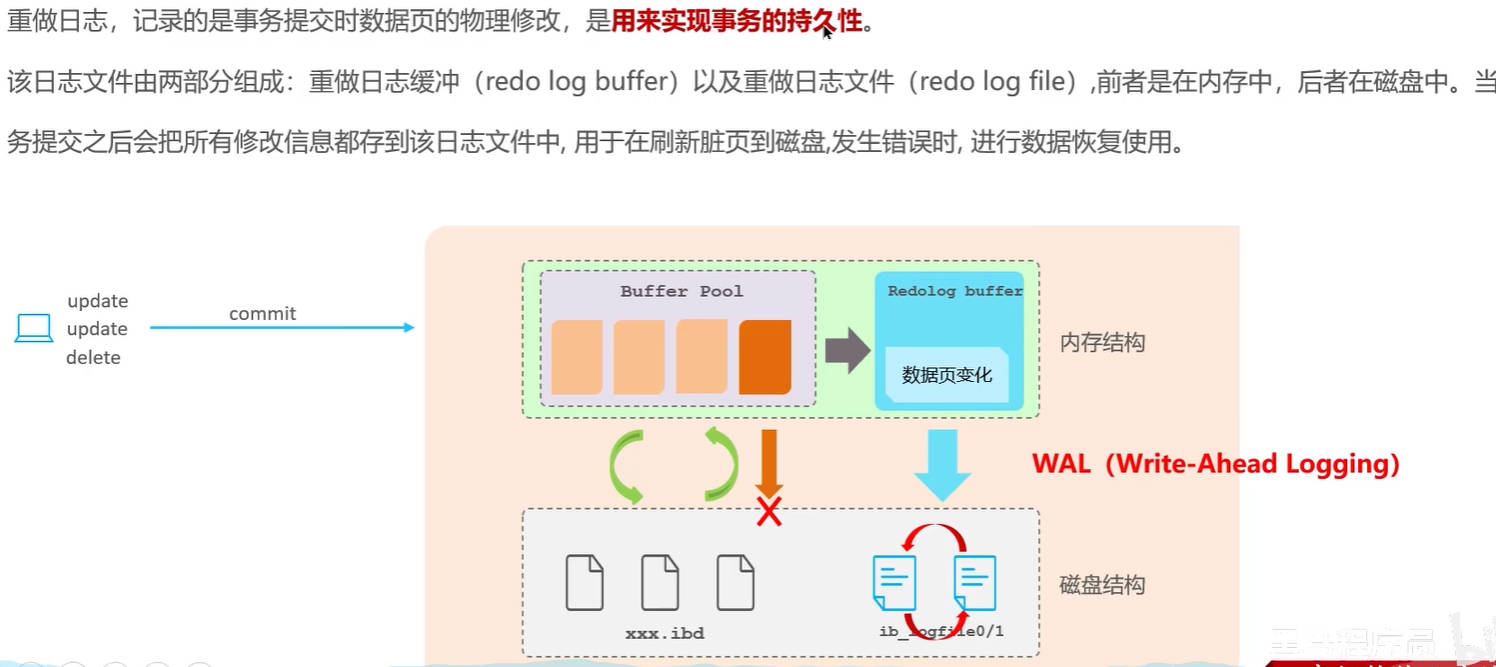 重做日志，记录的是事务提交时数据页的物理修改，是用来实现事务的持久性。
该日志文件由两部分组成：重做日志缓冲（redo log buffer）以及重做日志文件（redo log file）,前者是在内存中，后者在磁盘中。当
务提交之后会把所有修改信息都存到该日志文件中, 用于在刷新脏页到磁盘,发生错误时, 进行数据恢复使用。
Buffer Pool
Redolog buffer
update
update
delete
commit
内存结构
数据页变化
WAL（Write-Ahead Logging）
磁盘结构
xxx.ibd
ib_logfile0/1